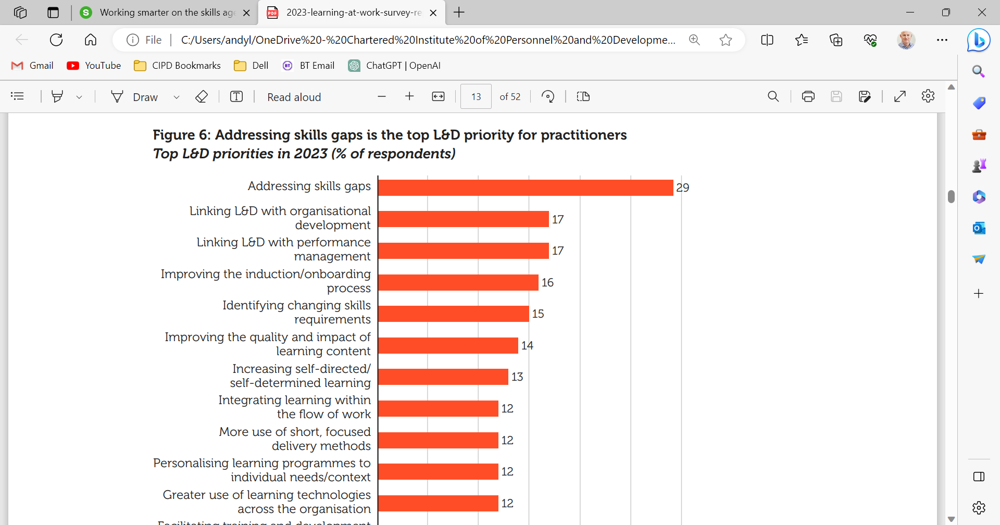 Working smarter on the skills age
2023-learning-at-work-survey-re
File
C:/Users/andyl/OneDrive%20-%20Chartered%20Institute%20of%20Personnel%20and%20Developme...
Gmail
YouTube
CIPD Bookmarks
Dell
BT Email
ChatGPT | OpenAI
Draw
Read aloud
13
of 52
Figure 6: Addressing skills gaps is the top L&D priority for practitioners
Top L&D priorities in 2023 (% of respondents)
Addressing skills gaps
29
Linking L&D with organisational
development
17
Linking L&D with performance
management
17
Improving the induction/onboarding
process
16
Identifying changing skills
requirements
15
Improving the quality and impact of
learning content
14
Increasing self-directed/
self-determined learning
13
Integrating learning within
the flow of work
12
More use of short, focused
delivery methods
12
Personalising learning programmes to
individual needs/context
12
Greater use of learning technologies
across the organisation
12
Facilitating training and development